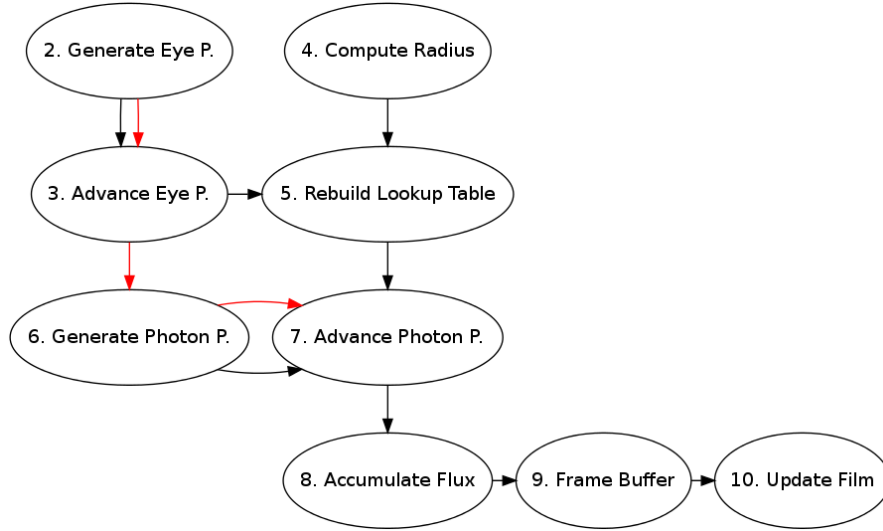 2. Generate Eye P.
4. Compute Radius
3. Advance Eye P.
5. Rebuild Lookup Table
6. Generate Photon P.
7. Advance Photon P.
8. Accumulate Flux
9. Frame Buffer
10. Update Film